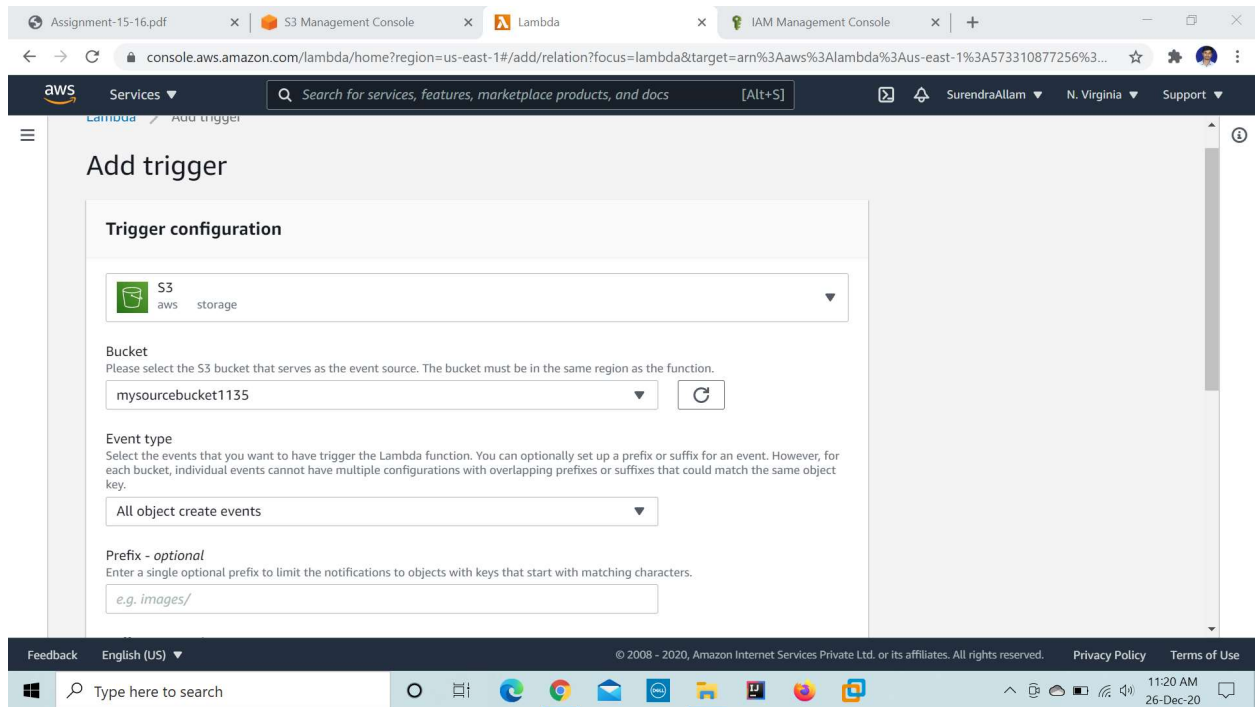 Assignment-15-16.pdf
S3 Management Console
Lambda
IAM Management Console
console.aws.amazon.com/lambda/home?region=us-east-1#/add/relation?focus=lambda&target=arn%3Aaws%3Alambda%3Aus-east-1%3A573310877256%3...
aws
Services
Search for services, features, marketplace products, and docs
[Alt+S]
SurendraAllam
N. Virginia
Support
Lambda / Add trigger
Add trigger
Trigger configuration
S3
aws storage
Bucket
Please select the S3 bucket that serves as the event source. The bucket must be in the same region as the function.
mysourcebucket1135
Event type
Select the events that you want to have trigger the Lambda function. You can optionally set up a prefix or suffix for an event. However, for
each bucket, individual events cannot have multiple configurations with overlapping prefixes or suffixes that could match the same object
key.
All object create events
Prefix - optional
Enter a single optional prefix to limit the notifications to objects with keys that start with matching characters.
e.g. images/
Feedback
English (US)
© 2008 - 2020, Amazon Internet Services Private Ltd. or its affiliates. All rights reserved.
Privacy Policy
Terms of Use
Type here to search
DELL
11:20 AM
26-Dec-20